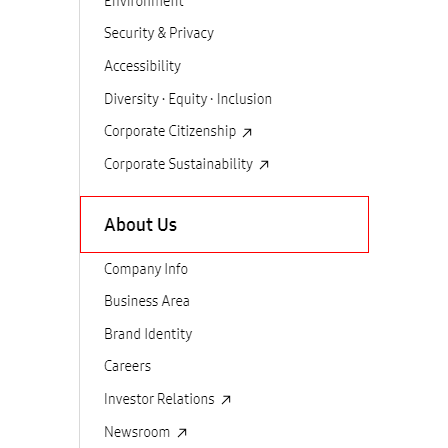 Environment
Security & Privacy
Accessibility
Diversity · Equity · Inclusion
Corporate Citizenship
Corporate Sustainability
About Us
Company Info
Business Area
Brand Identity
Careers
Investor Relations
Newsroom